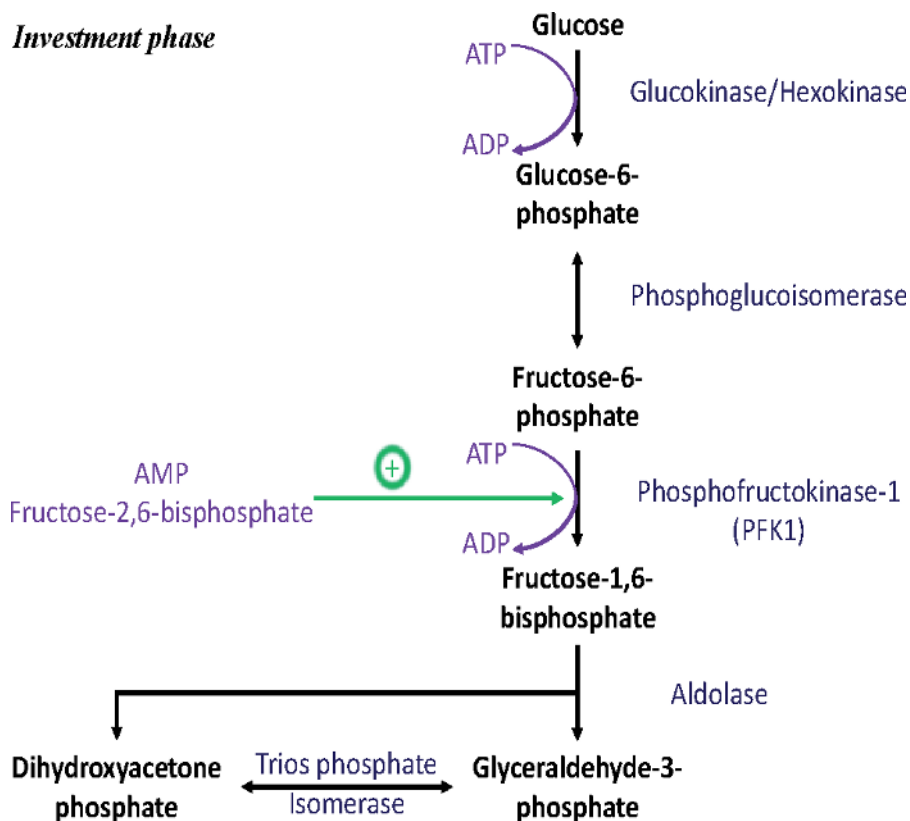 Investment phase
Glucose
ATP
Glucokinase/Hexokinase
ADP
Glucose-6-
phosphate
Phosphoglucoisomerase
Fructose-6-
phosphate
ATP
+
AMP
Fructose-2,6-bisphosphate
Phosphofructokinase-1
(PFK1)
ADP
Fructose-1,6-
bisphosphate
Aldolase
Dihydroxyacetone
phosphate
Trios phosphate
Isomerase
Glyceraldehyde-3-
phosphate